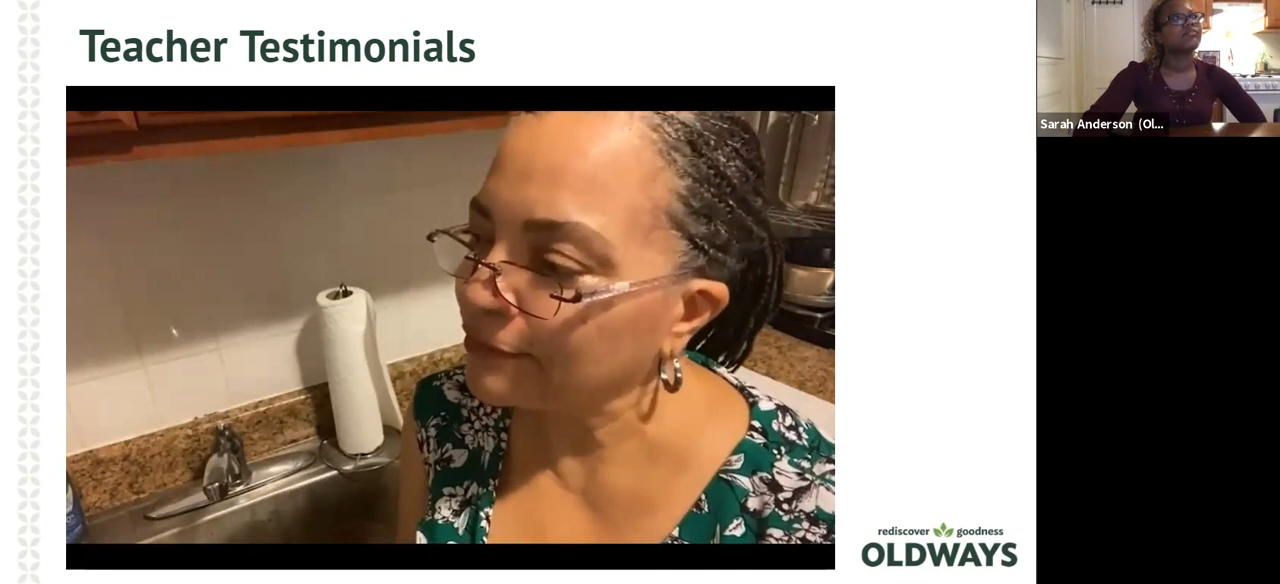 Teacher Testimonials
Sarah Anderson (Ol...
rediscover goodness
OLDWAYS